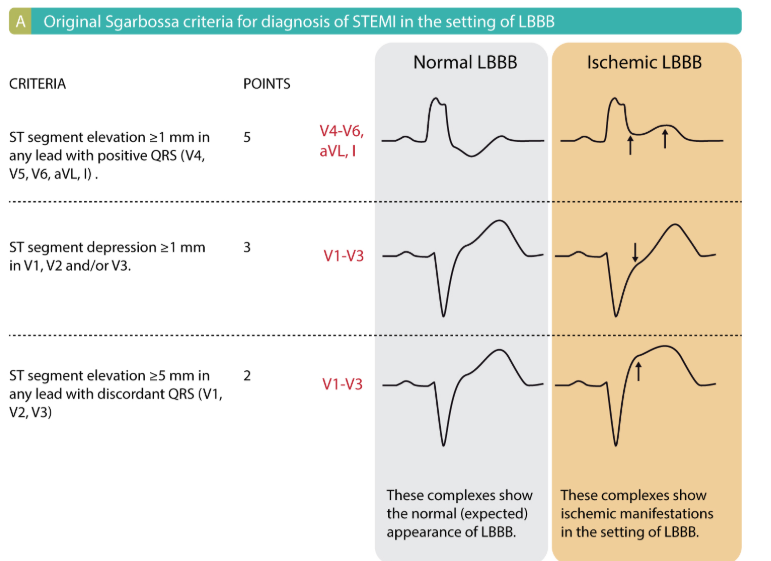 A Original Sgarbossa criteria for diagnosis of STEMI in the setting of LBBB
Normal LBBB
Ischemic LBBB
CRITERIA
POINTS
ST segment elevation ≥1 mm in
any lead with positive QRS (V4,
V5, V6, aVL, I) .
5
V4-V6,
aVL, I
ST segment depression ≥1 mm
in V1, V2 and/or V3.
3
V1-V3
ST segment elevation ≥5 mm in
any lead with discordant QRS (V1,
V2, V3)
2
V1-V3
These complexes show
the normal (expected)
appearance of LBBB.
These complexes show
ischemic manifestations
in the setting of LBBB.